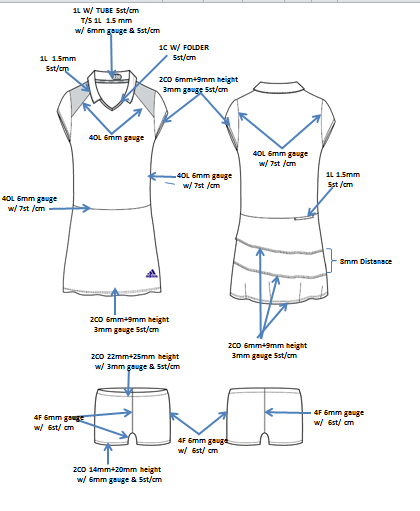 1L W/ TUBE 5st/cm
T/S 1L 1.5 mm
w/ 6mm gauge & 5st/cm
1C W/ FOLDER
5st/cm
1L 1.5mm
5st/cm
2CO 6mm+9mm height
3mm gauge 5st/cm
4OL 6mm gauge
4OL 6mm gauge
w/ 7st /cm
4OL 6mm gauge
w/ 7st /cm
1L 1.5mm
5st /cm
4OL 6mm gauge
w/ 7st /cm
8mm Distanace
2CO 6mm+9mm height
3mm gauge 5st/cm
2CO 6mm+9mm height
3mm gauge 5st/cm
2CO 22mm+25mm height
w/ 3mm gauge & 5st/cm
4F 6mm gauge
w/ 6st/ cm
4F 6mm gauge
w/ 6st/ cm
4F 6mm gauge
w/ 6st/ cm
2CO 14mm+20mm height
w/ 6mm gauge & 5st/cm